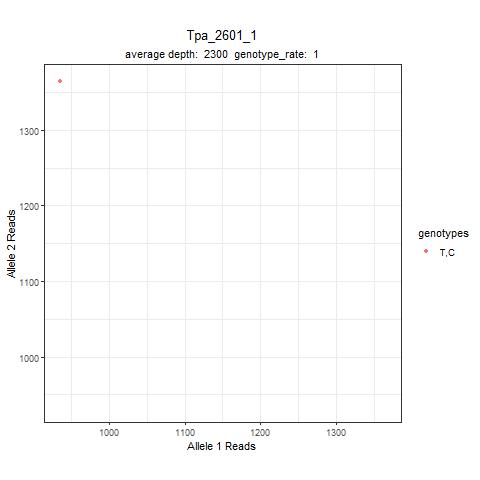 Tpa_2601_1
average depth:  2300  genotype_rate:  1
1300
1200
1100
1000
Allele 2 Reads
1000
1100
1200
1300
Allele 1 Reads
genotypes
T,C